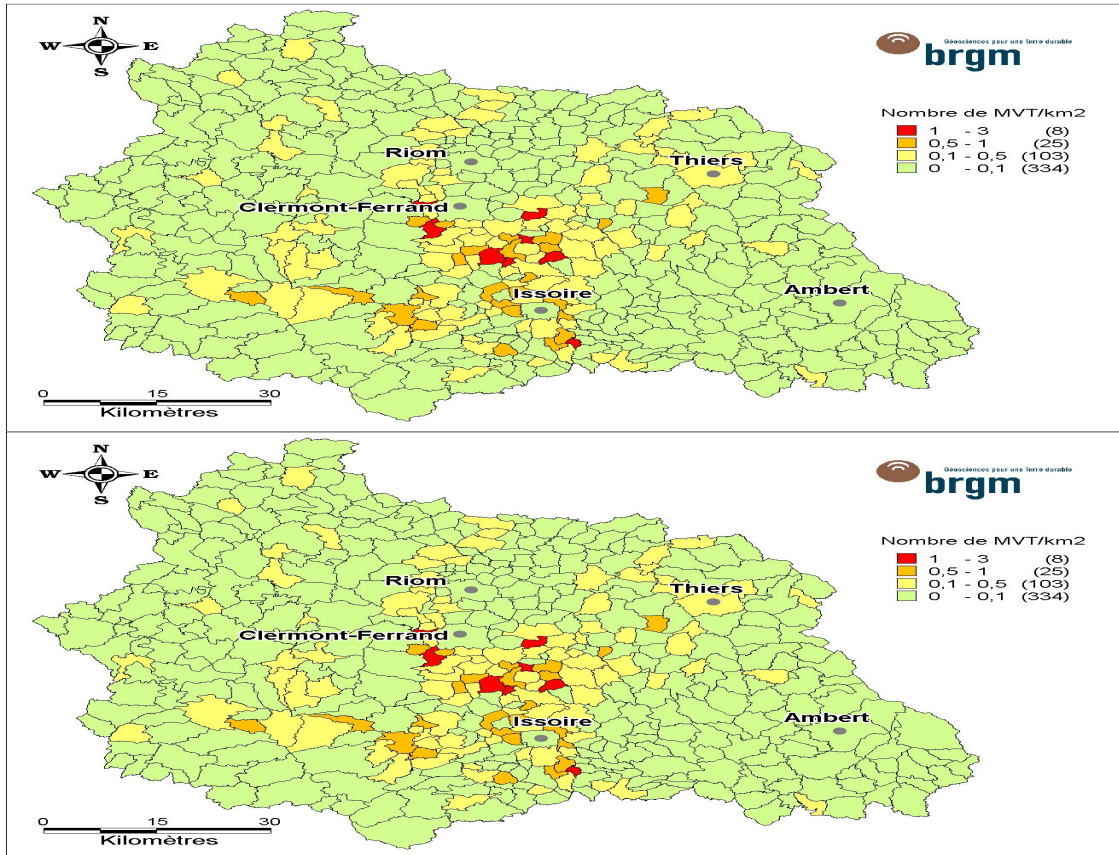 N
W E
S
Géosciences pour une Terre durable
brgm
Nombre de MVT/km2
1 - 3 (8)
0,5 - 1 (25)
0,1 - 0,5 (103)
0 - 0,1 (334)
Riom
Thiers
Clermont-Ferrand
Issoire
Ambert
0 15 30
Kilomètres
N
W E
S
Géosciences pour une Terre durable
brgm
Nombre de MVT/km2
1 - 3 (8)
0,5 - 1 (25)
0,1 - 0,5 (103)
0 - 0,1 (334)
Riom
Thiers
Clermont-Ferrand
Issoire
Ambert
0 15 30
Kilomètres